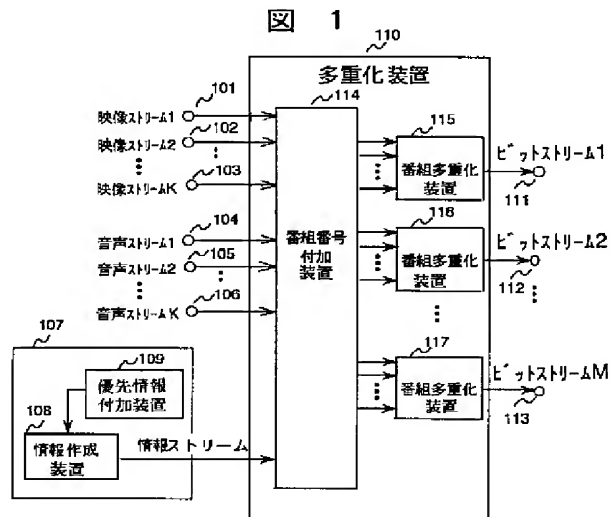 図 1
110
多重化装置
101
114
映像ストリーム1
102
115
映像ストリーム2
103
番組多重化
装置
ビットストリーム1
映像ストリームK
111
104
116
音声ストリーム1
105
番組番号
付加
装置
番組多重化
装置
ビットストリーム2
音声ストリーム2
106
112
音声ストリームK
107
109
117
優先情報
付加装置
番組多重化
装置
ビットストリームM
108
113
情報作成
装置
情報ストリーム